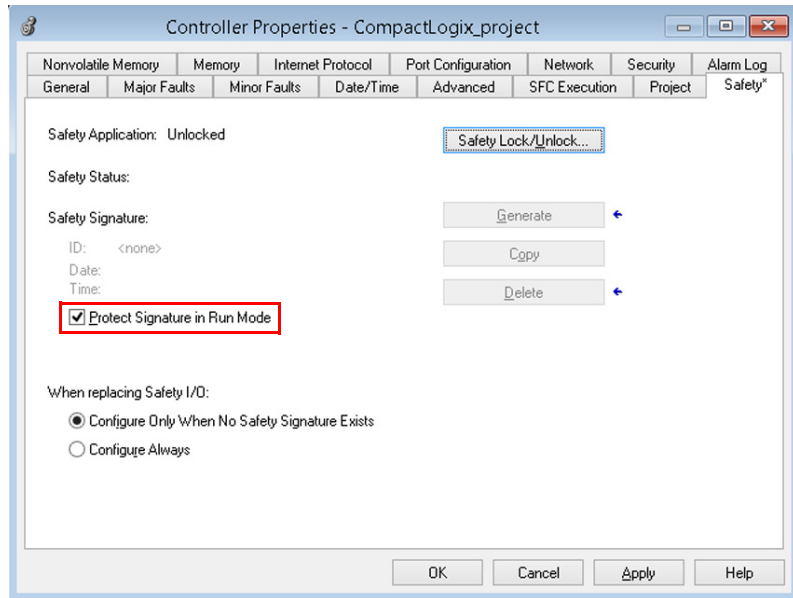 Controller Properties - CompactLogix_project
Nonvolatile Memory Memory Internet Protocol Port Configuration Network Security Alarm Log
General Major Faults Minor Faults Date/Time Advanced SFC Execution Project Safety*
Safety Application: Unlocked Safety Lock/Unlock...
Safety Status:
Safety Signature: Generate
ID: <none> Copy
Date:
Time: Delete
Protect Signature in Run Mode
When replacing Safety I/O:
Configure Only When No Safety Signature Exists
Configure Always
OK Cancel Apply Help